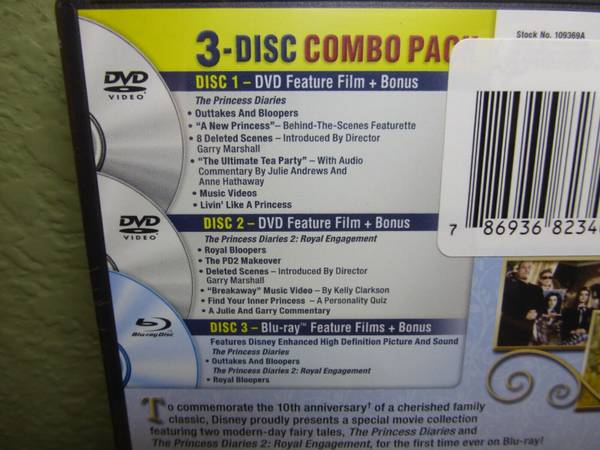 Stock No. 109369A
3-DISC COMBO PACK
DVD
VIDEO
DISC 1 – DVD Feature Film + Bonus
The Princess Diaries
• Outtakes And Bloopers
• "A New Princess" – Behind-The-Scenes Featurette
• 8 Deleted Scenes – Introduced By Director
Garry Marshall
• "The Ultimate Tea Party" – With Audio
Commentary By Julie Andrews And
Anne Hathaway
• Music Videos
• Livin' Like A Princess
7 86936 8234
DVD
VIDEO
DISC 2 – DVD Feature Film + Bonus
The Princess Diaries 2: Royal Engagement
• Royal Bloopers
• The PD2 Makeover
• Deleted Scenes – Introduced By Director
Garry Marshall
• "Breakaway" Music Video – By Kelly Clarkson
• Find Your Inner Princess – A Personality Quiz
• A Julie And Garry Commentary
Blu-ray Disc
DISC 3 – Blu-ray™ Feature Films + Bonus
Features Disney Enhanced High Definition Picture And Sound
The Princess Diaries
• Outtakes And Bloopers
The Princess Diaries 2: Royal Engagement
• Royal Bloopers
To commemorate the 10th anniversary† of a cherished family
classic, Disney proudly presents a special movie collection
featuring two modern-day fairy tales, The Princess Diaries and
The Princess Diaries 2: Royal Engagement, for the first time ever on Blu-ray!